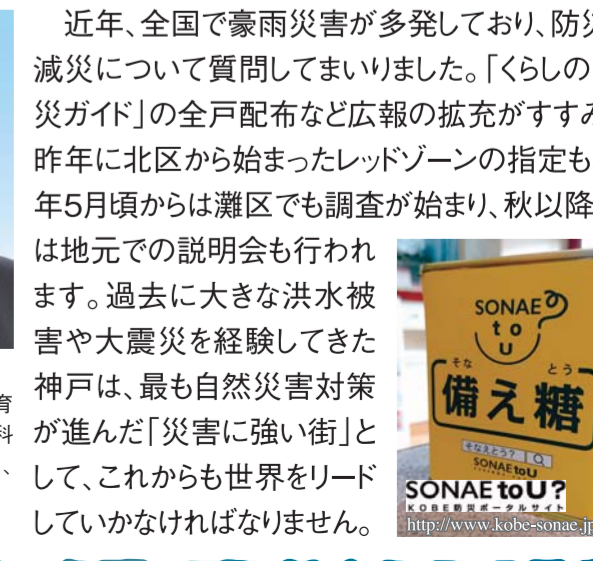 近年、全国で豪雨災害が多発しており、防災
減災について質問してまいりました。「くらしの
災ガイド」の全戸配布など広報の拡充がすすみ
昨年に北区から始まったレッドゾーンの指定も
年5月頃からは灘区でも調査が始まり、秋以降
は地元での説明会も行われ
ます。過去に大きな洪水被
害や大震災を経験してきた
神戸は、最も自然災害対策
が進んだ「災害に強い街」と
して、これからも世界をリード
していかなければなりません。
育
科
、
SONAE
to
U
そな とう
備え糖
そなえとう?
SONAE to U
SONAE to U?
KOBE防災ポータルサイト
http://www.kobe-sonae.jp